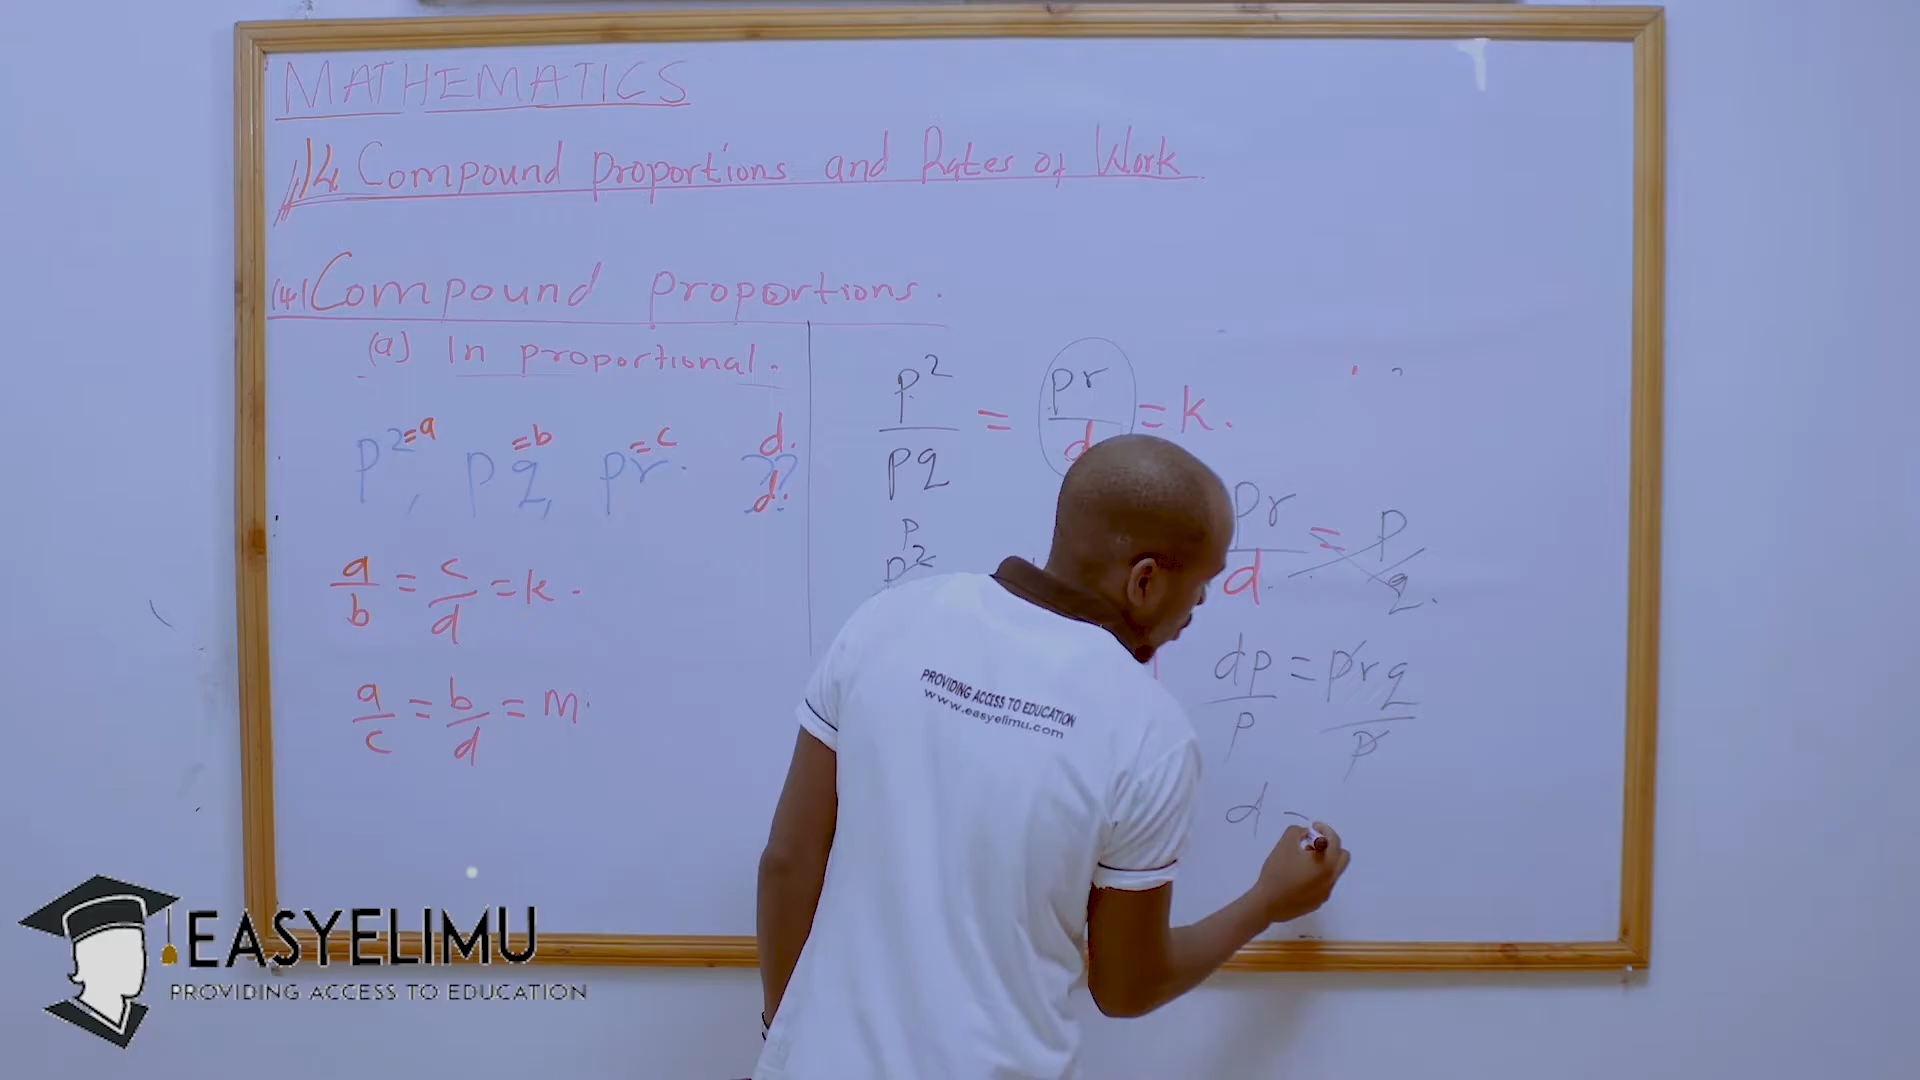 MATHEMATICS
14. Compound proportions and Rates of Work
(4) Compound proportions.
(a) In proportional.
p² =a, pq =b, pr =c. d. ?? d.
a/b = c/d = k.
a/c = b/d = m.
p²/pq = pr/d = k.
p
p²
pr/d = p/q.
dp/p = prq/p
d =
PROVIDING ACCESS TO EDUCATION
www.easyelimu.com
EASYELIMU
PROVIDING ACCESS TO EDUCATION